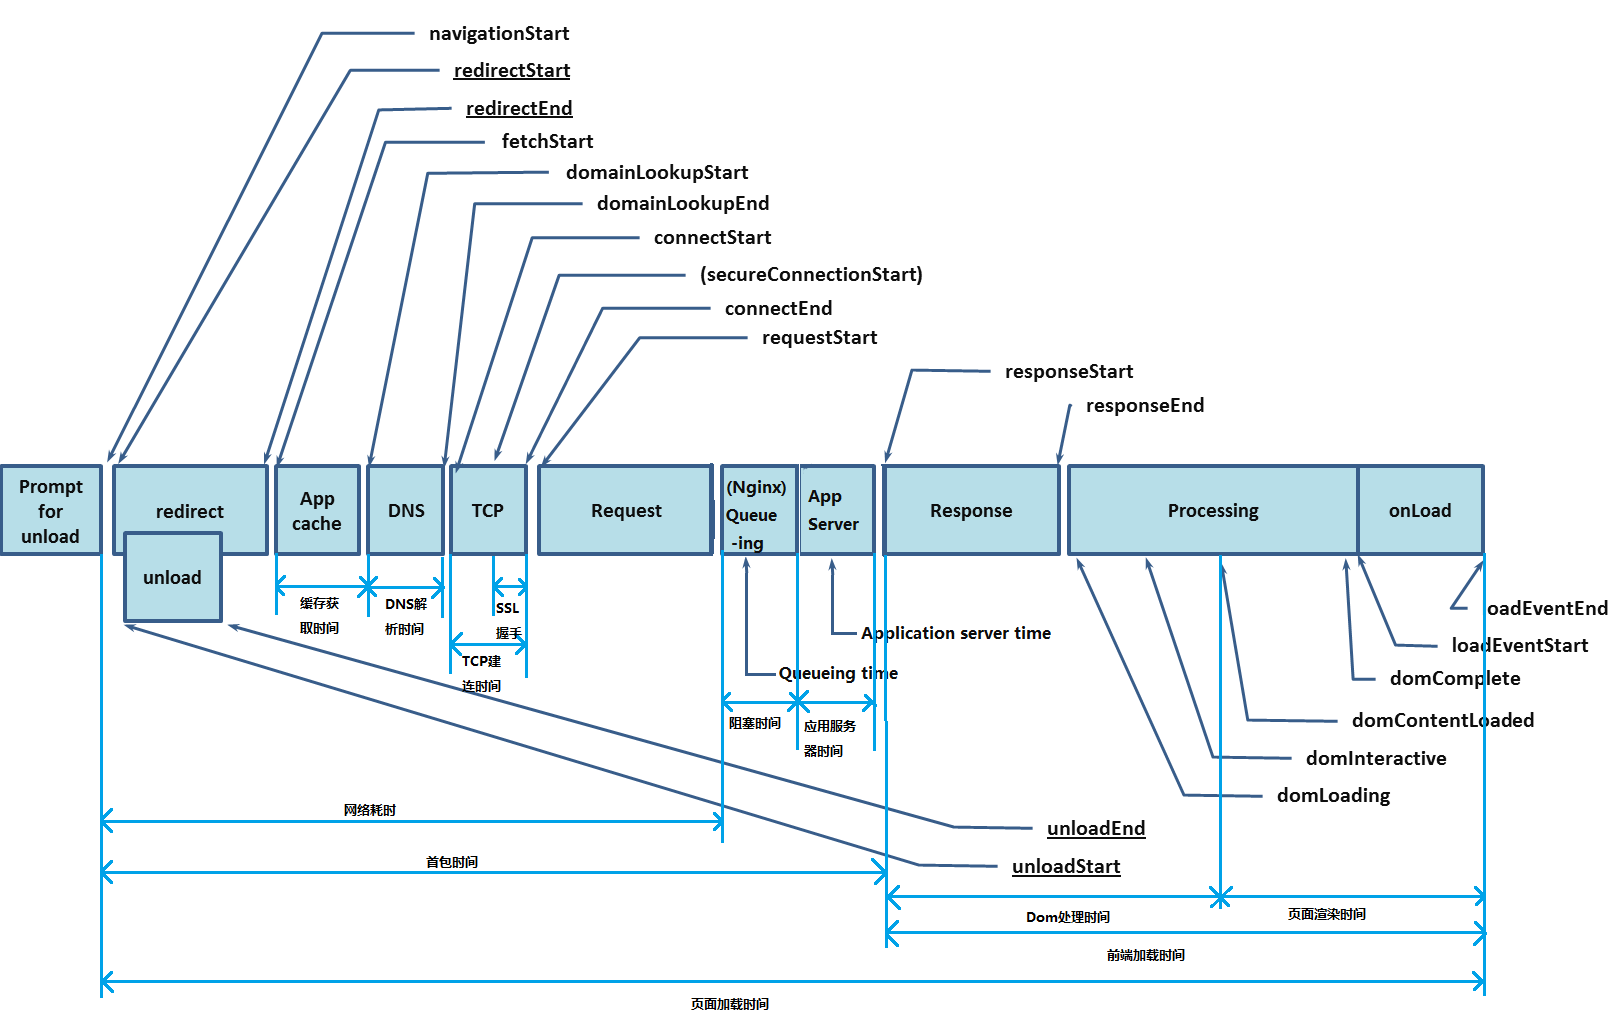 navigationStart
redirectStart
redirectEnd
fetchStart
domainLookupStart
domainLookupEnd
connectStart
(secureConnectionStart)
connectEnd
requestStart
responseStart
responseEnd
Prompt
for
unload
redirect
unload
App
cache
DNS
TCP
Request
(Nginx)
Queue
-ing
App
Server
Response
Processing
onLoad
缓存获
取时间
DNS解
析时间
SSL
握手
TCP建
连时间
Application server time
Queueing time
阻塞时间
应用服务
器时间
oadEventEnd
loadEventStart
domComplete
domContentLoaded
domInteractive
domLoading
unloadEnd
unloadStart
网络耗时
首包时间
Dom处理时间
页面渲染时间
前端加载时间
页面加载时间